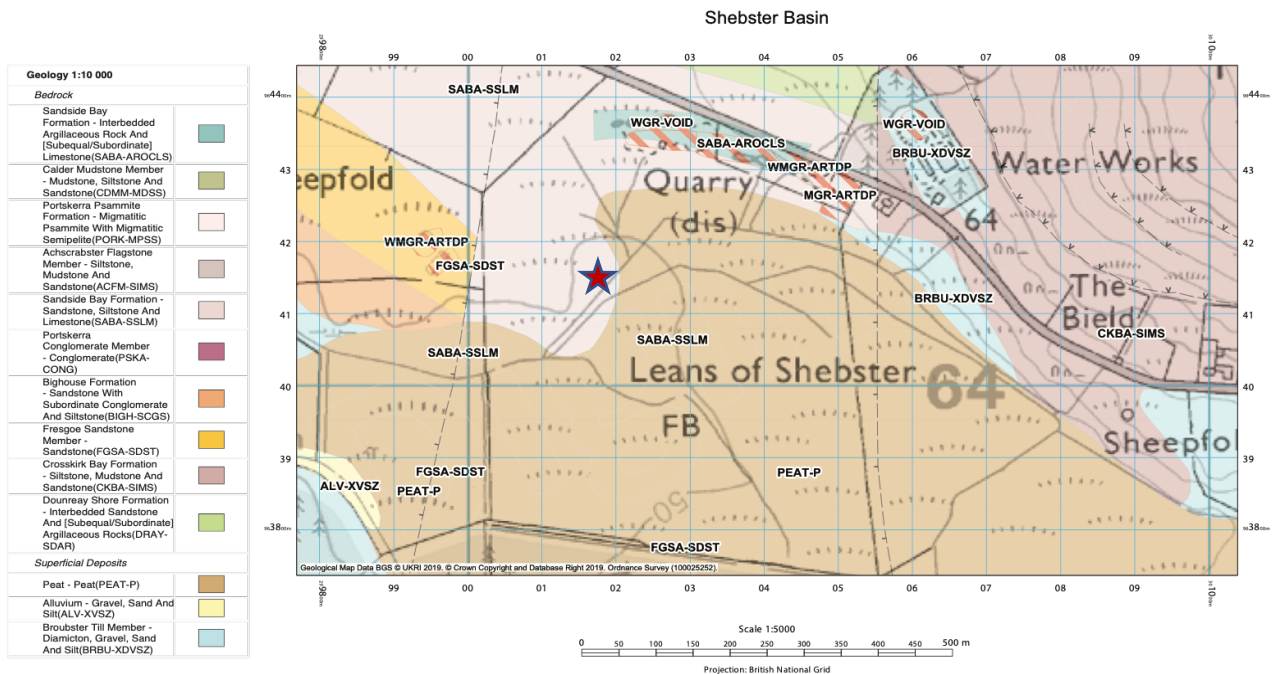 Shebster Basin
Geology 1:10 000
Bedrock
Sandside Bay
Formation - Interbedded
Argillaceous Rock And
[Subequal/Subordinate]
Limestone(SABA-AROCLS)
Calder Mudstone Member
- Mudstone, Siltstone And
Sandstone(CDMM-MDSS)
Portskerra Psammite
Formation - Migmatitic
Psammite With Migmatitic
Semipelite(PORK-MPSS)
Achscrabster Flagstone
Member - Siltstone,
Mudstone And
Sandstone(ACFM-SIMS)
Sandside Bay Formation -
Sandstone, Siltstone And
Limestone(SABA-SSLM)
Portskerra
Conglomerate Member
- Conglomerate(PSKA-
CONG)
Bighouse Formation
- Sandstone With
Subordinate Conglomerate
And Siltstone(BIGH-SCGS)
Fresgoe Sandstone
Member -
Sandstone(FGSA-SDST)
Crosskirk Bay Formation
- Siltstone, Mudstone And
Sandstone(CKBA-SIMS)
Dounreay Shore Formation
- Interbedded Sandstone
And [Subequal/Subordinate]
Argillaceous Rocks(DRAY-
SDAR)
Superficial Deposits
Peat - Peat(PEAT-P)
Alluvium - Gravel, Sand And
Silt(ALV-XVSZ)
Broubster Till Member -
Diamicton, Gravel, Sand
And Silt(BRBU-XDVSZ)
99 00 01 02 03 04 05 06 07 08 09
SABA-SSLM
44
44
WGR-VOID
WGR-VOID
SABA-AROCLS
BRBU-XDVSZ
Water Works
43
43
WMGR-ARTDP
eepfold
Quarry
MGR-ARTDP
(dis)
64
42
WMGR-ARTDP
42
FGSA-SDST
The
BRBU-XDVSZ
41
Bield
41
CKBA-SIMS
SABA-SSLM
SABA-SSLM
Leans of Shebster
64
40
40
FB
Sheepfol
39
39
FGSA-SDST
PEAT-P
ALV-XVSZ
PEAT-P
50
38
38
FGSA-SDST
Geological Map Data BGS © UKRI 2019. © Crown Copyright and Database Right 2019. Ordnance Survey (100025252).
99 00 01 02 03 04 05 06 07 08 09
Scale 1:5000
0 50 100 150 200 250 300 350 400 450 500 m
Projection: British National Grid